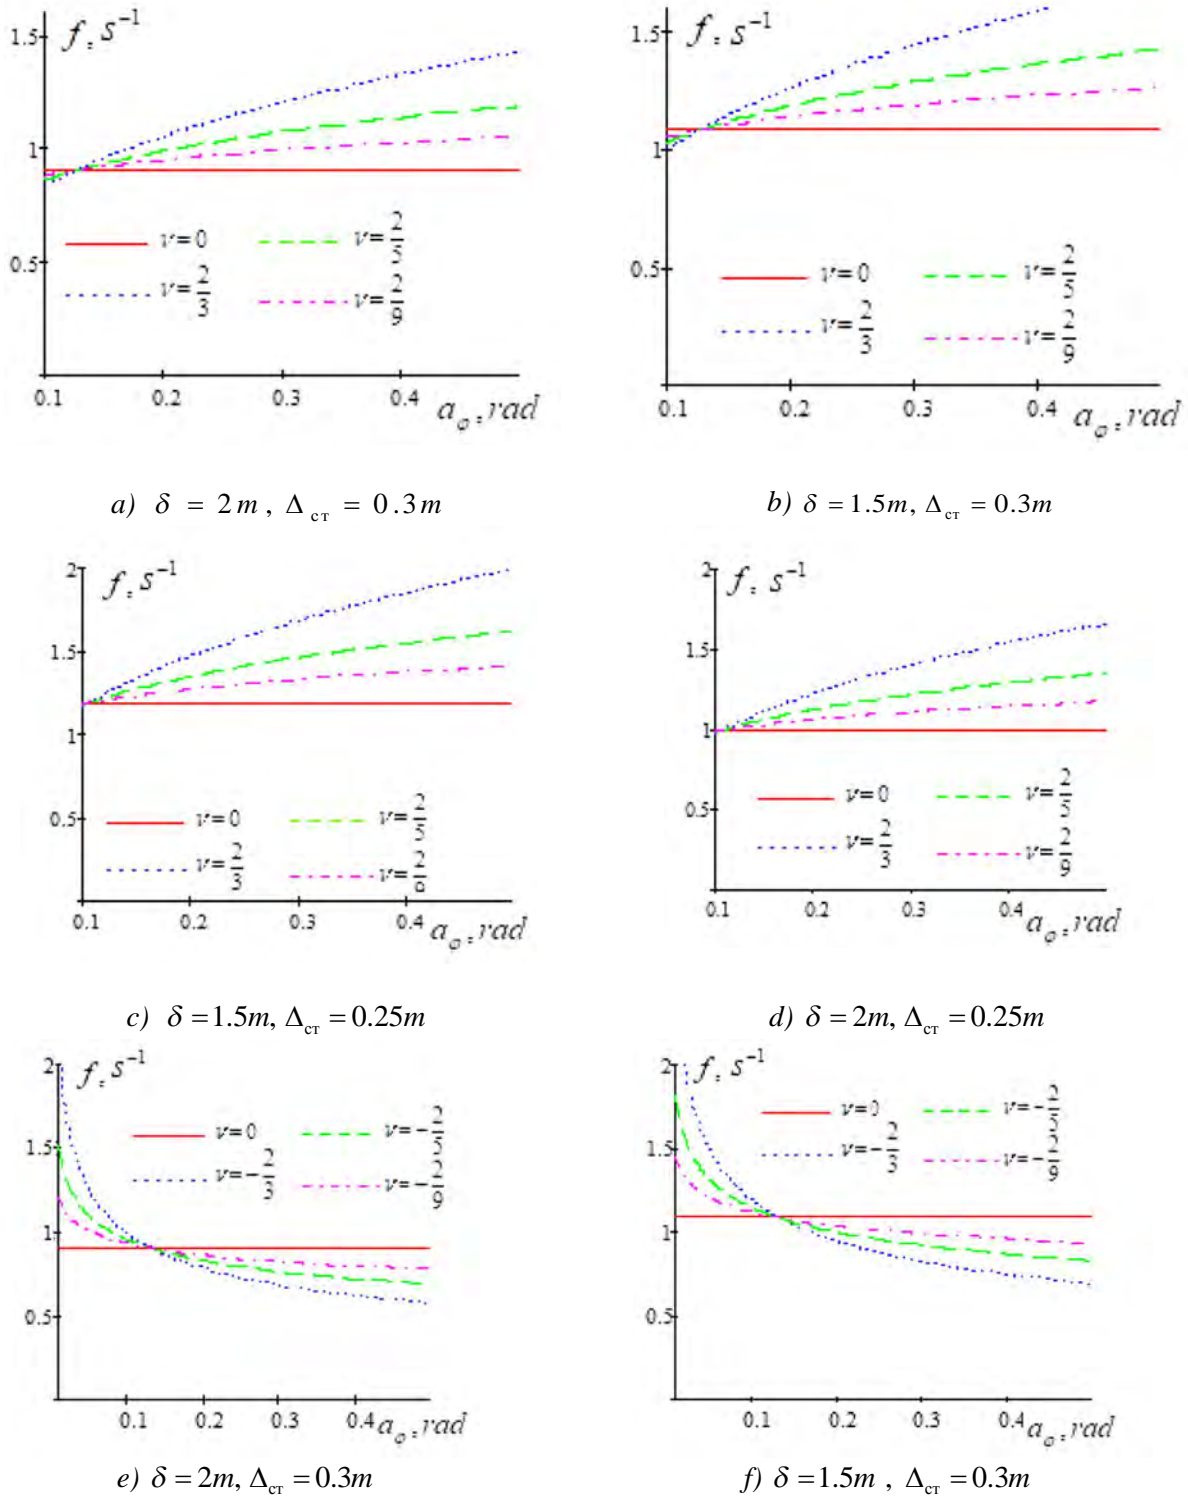 f, s⁻¹
1.5
1
0.5
ν=0
ν=2/5
ν=2/3
ν=2/9
0.1 0.2 0.3 0.4
a_φ, rad
a) δ = 2 m , Δ_ст = 0.3 m
f, s⁻¹
1.5
1
0.5
ν=0
ν=2/5
ν=2/3
ν=2/9
0.1 0.2 0.3 0.4
a_φ, rad
b) δ = 1.5m, Δ_ст = 0.3m
f, s⁻¹
2
1.5
1
0.5
ν=0
ν=2/5
ν=2/3
ν=2/9
0.1 0.2 0.3 0.4
a_φ, rad
c) δ = 1.5m, Δ_ст = 0.25m
f, s⁻¹
2
1.5
1
0.5
ν=0
ν=2/5
ν=2/3
ν=2/9
0.1 0.2 0.3 0.4
a_φ, rad
d) δ = 2m, Δ_ст = 0.25m
f, s⁻¹
2
1.5
1
0.5
ν=0
ν=-2/5
ν=-2/3
ν=-2/9
0.1 0.2 0.3 0.4
a_φ, rad
e) δ = 2m, Δ_ст = 0.3m
f, s⁻¹
2
1.5
1
0.5
ν=0
ν=-2/5
ν=-2/3
ν=-2/9
0.1 0.2 0.3 0.4
a_φ, rad
f) δ = 1.5m , Δ_ст = 0.3m